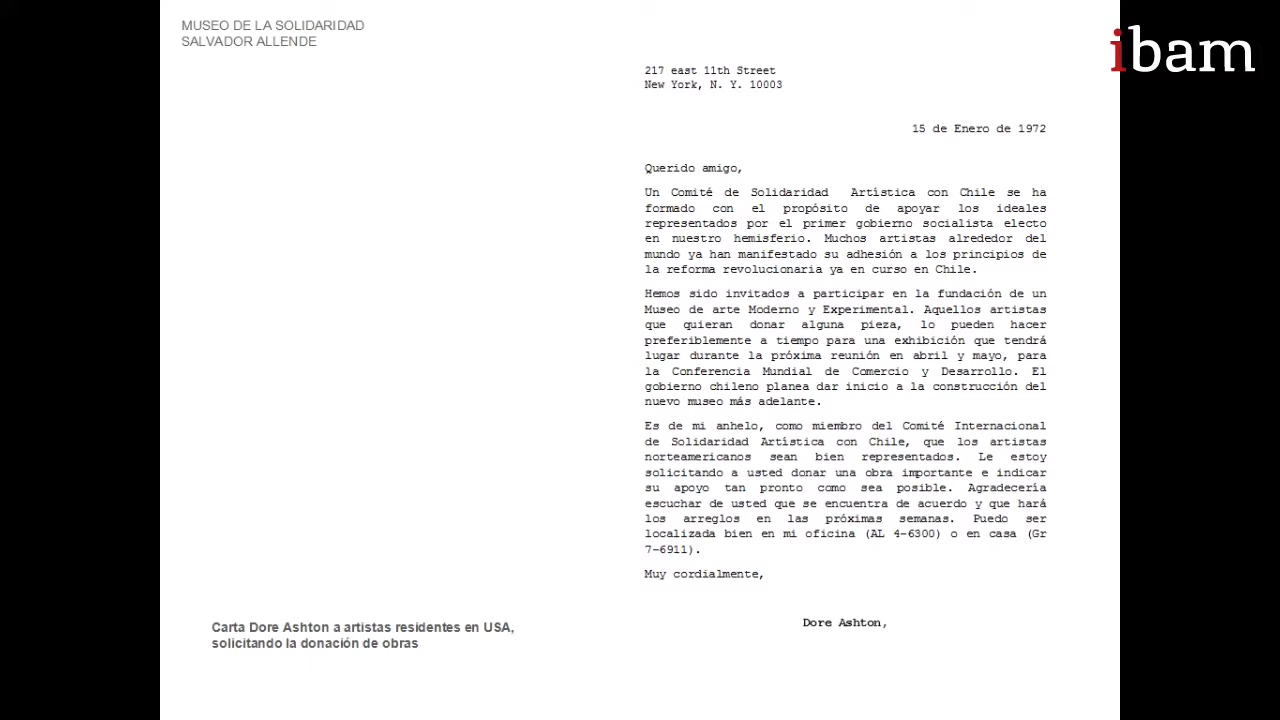 MUSEO DE LA SOLIDARIDAD
SALVADOR ALLENDE
ibam
217 east 11th Street
New York, N. Y. 10003
15 de Enero de 1972
Querido amigo,
Un Comité de Solidaridad Artística con Chile se ha
formado con el propósito de apoyar los ideales
representados por el primer gobierno socialista electo
en nuestro hemisferio. Muchos artistas alrededor del
mundo ya han manifestado su adhesión a los principios de
la reforma revolucionaria ya en curso en Chile.
Hemos sido invitados a participar en la fundación de un
Museo de arte Moderno y Experimental. Aquellos artistas
que quieran donar alguna pieza, lo pueden hacer
preferiblemente a tiempo para una exhibición que tendrá
lugar durante la próxima reunión en abril y mayo, para
la Conferencia Mundial de Comercio y Desarrollo. El
gobierno chileno planea dar inicio a la construcción del
nuevo museo más adelante.
Es de mi anhelo, como miembro del Comité Internacional
de Solidaridad Artística con Chile, que los artistas
norteamericanos sean bien representados. Le estoy
solicitando a usted donar una obra importante e indicar
su apoyo tan pronto como sea posible. Agradecería
escuchar de usted que se encuentra de acuerdo y que hará
los arreglos en las próximas semanas. Puedo ser
localizada bien en mi oficina (AL 4-6300) o en casa (Gr
7-6911).
Muy cordialmente,
Dore Ashton,
Carta Dore Ashton a artistas residentes en USA,
solicitando la donación de obras